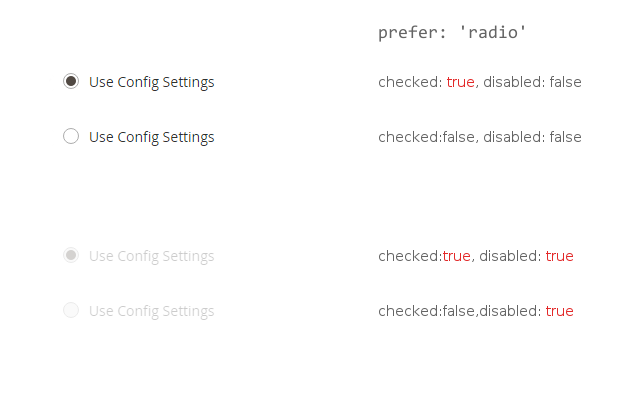 prefer: 'radio'
Use Config Settings checked: true, disabled: false
Use Config Settings checked:false, disabled: false
Use Config Settings checked:true, disabled: true
Use Config Settings checked:false,disabled: true